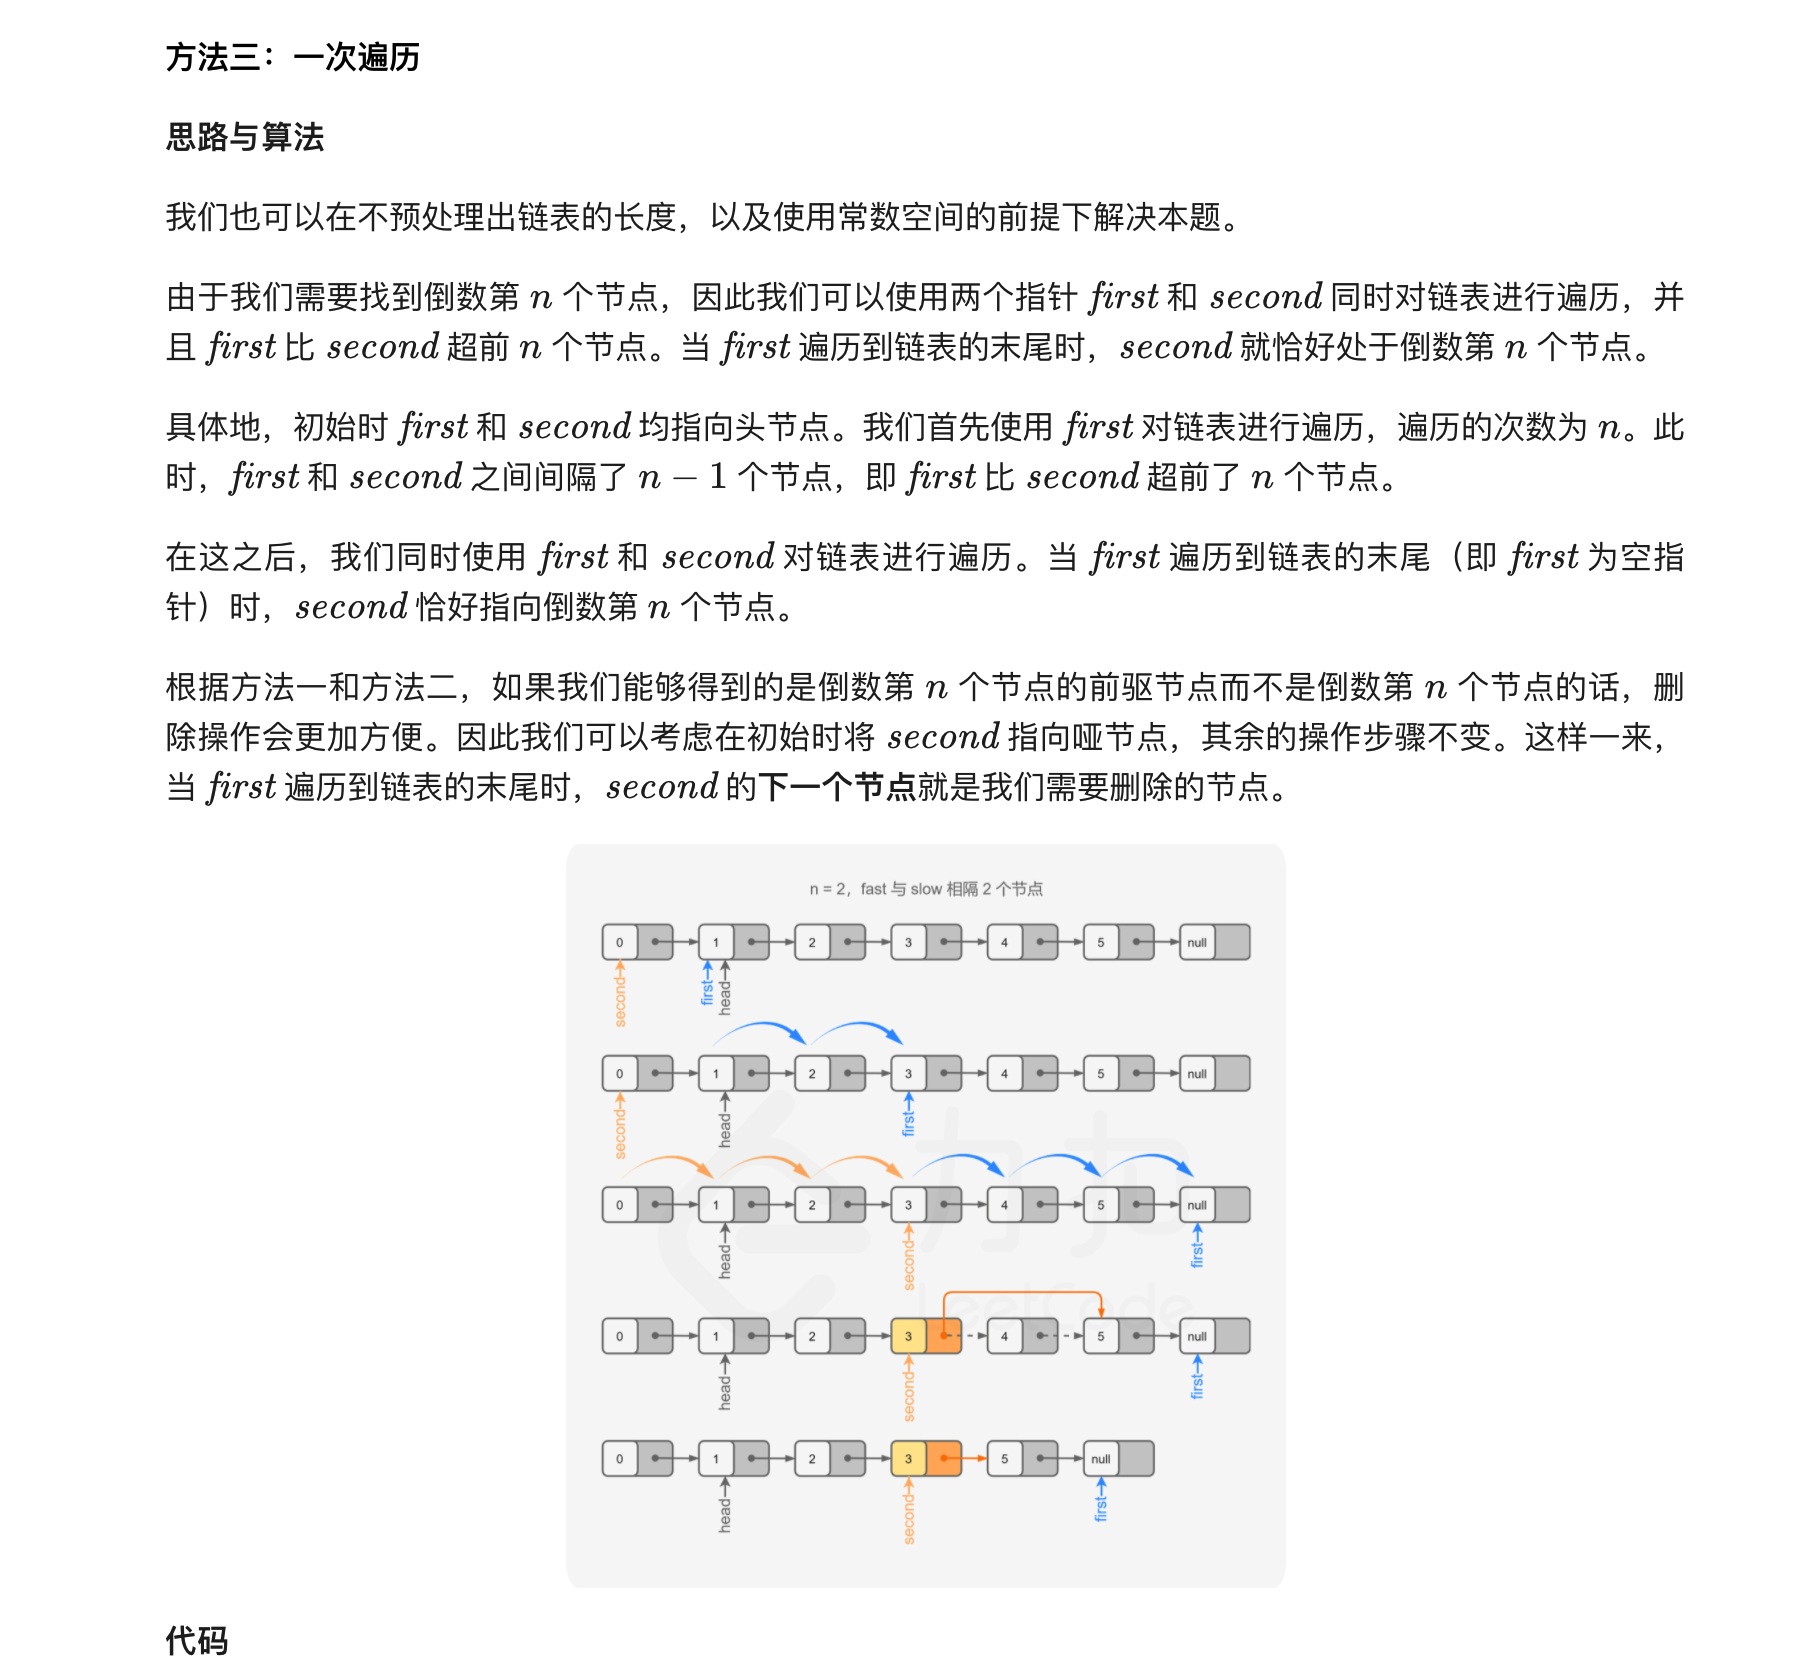 方法三：一次遍历
思路与算法
我们也可以在不预处理出链表的长度，以及使用常数空间的前提下解决本题。
由于我们需要找到倒数第 n 个节点，因此我们可以使用两个指针 first 和 second 同时对链表进行遍历，并
且 first 比 second 超前 n 个节点。当 first 遍历到链表的末尾时，second 就恰好处于倒数第 n 个节点。
具体地，初始时 first 和 second 均指向头节点。我们首先使用 first 对链表进行遍历，遍历的次数为 n。此
时，first 和 second 之间间隔了 n − 1 个节点，即 first 比 second 超前了 n 个节点。
在这之后，我们同时使用 first 和 second 对链表进行遍历。当 first 遍历到链表的末尾（即 first 为空指
针）时，second 恰好指向倒数第 n 个节点。
根据方法一和方法二，如果我们能够得到的是倒数第 n 个节点的前驱节点而不是倒数第 n 个节点的话，删
除操作会更加方便。因此我们可以考虑在初始时将 second 指向哑节点，其余的操作步骤不变。这样一来，
当 first 遍历到链表的末尾时，second 的下一个节点就是我们需要删除的节点。
n = 2，fast 与 slow 相隔 2 个节点
0 1 2 3 4 5 null
second first head
0 1 2 3 4 5 null
second head first
0 1 2 3 4 5 null
head second first
力扣
LeetCode
0 1 2 3 4 5 null
head second first
0 1 2 3 5 null
head second first
代码